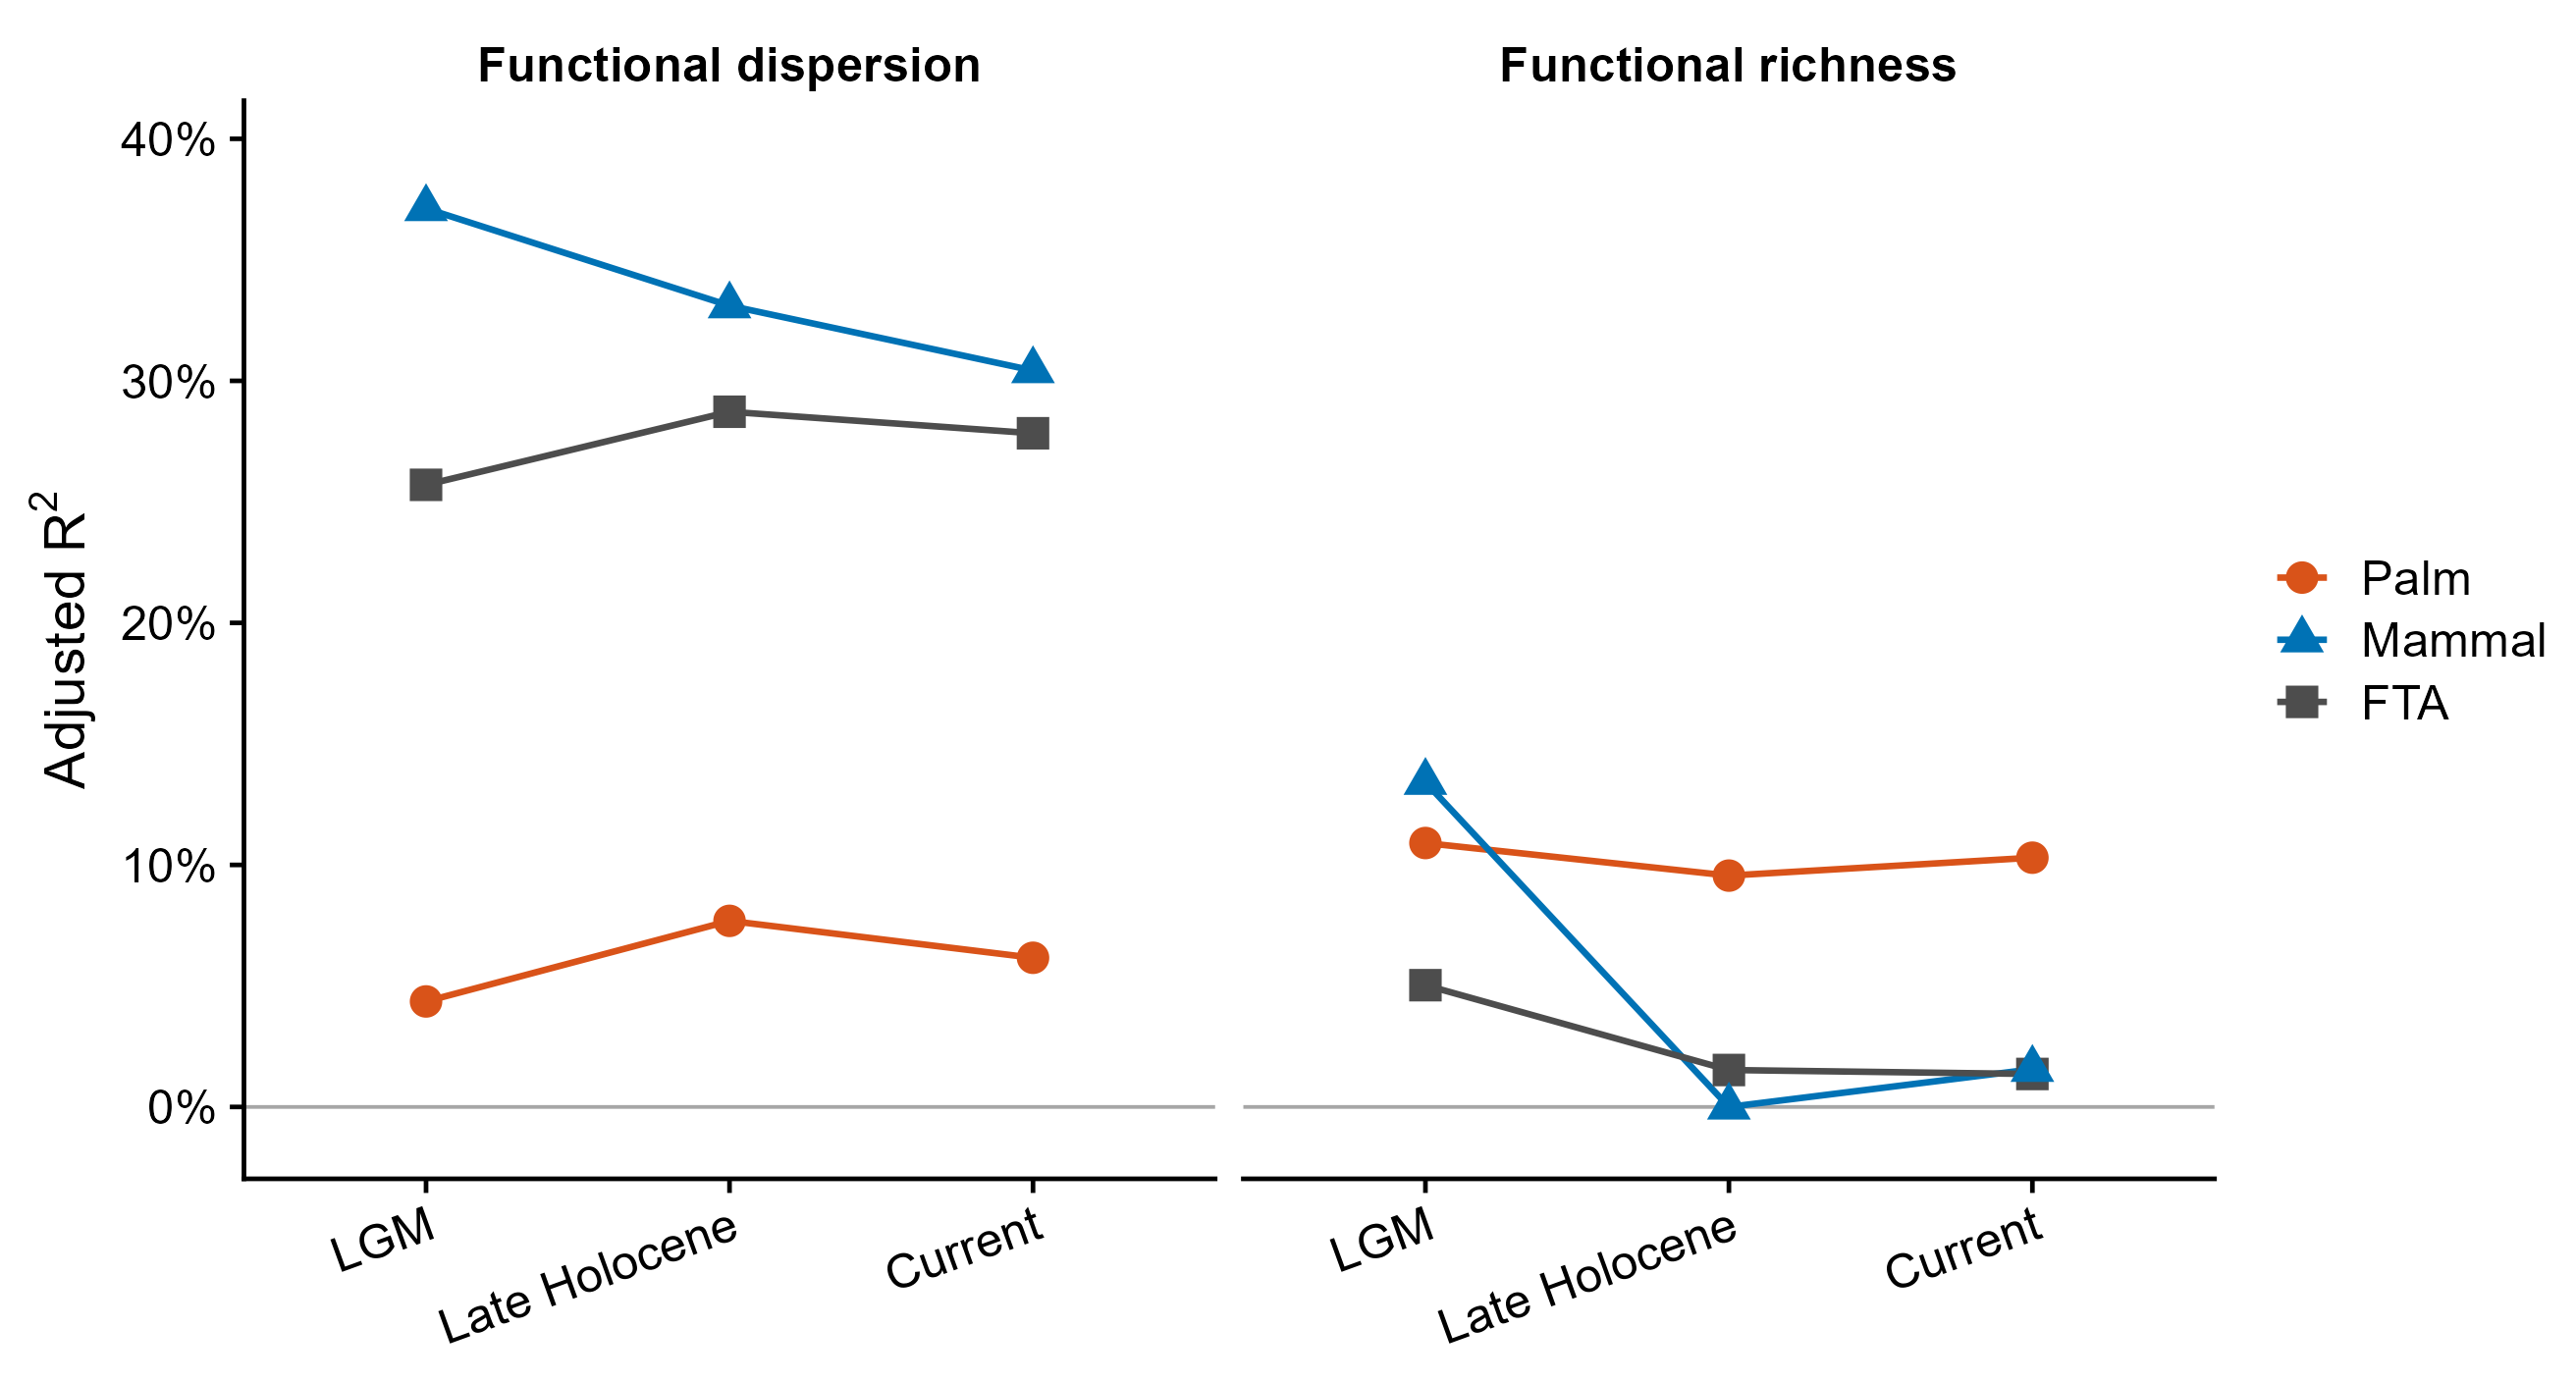 Functional dispersion
Functional richness
Adjusted R²
40%
30%
20%
10%
0%
LGM
Late Holocene
Current
LGM
Late Holocene
Current
Palm
Mammal
FTA